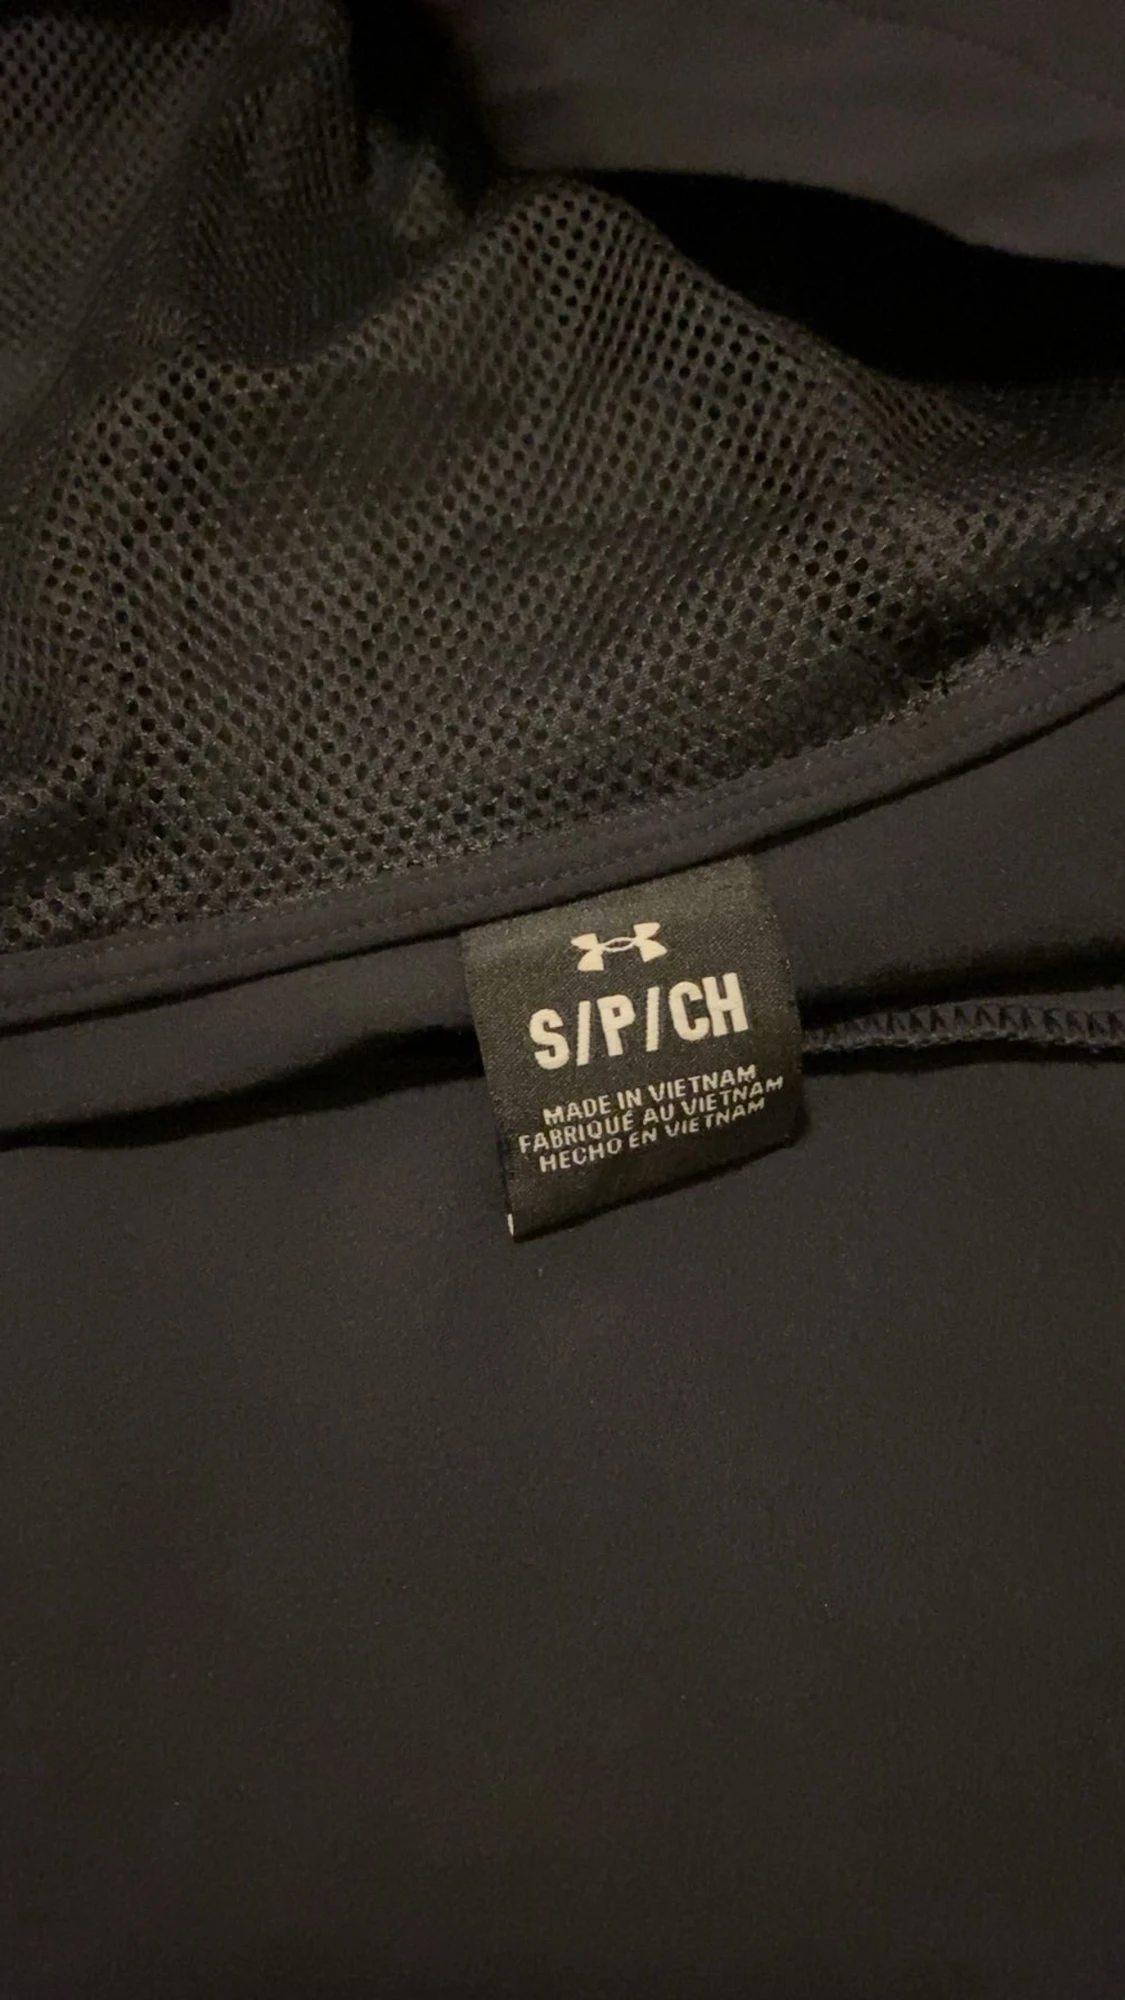 S/P/CH
MADE IN VIETNAM
FABRIQUÉ AU VIETNAM
HECHO EN VIETNAM